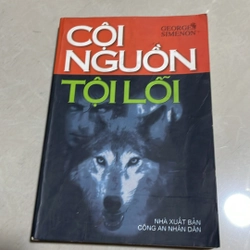 GEORGES
SIMENON
CỘI
NGUỒN
TỘI LỖI
NHÀ XUẤT BẢN
CÔNG AN NHÂN DÂN